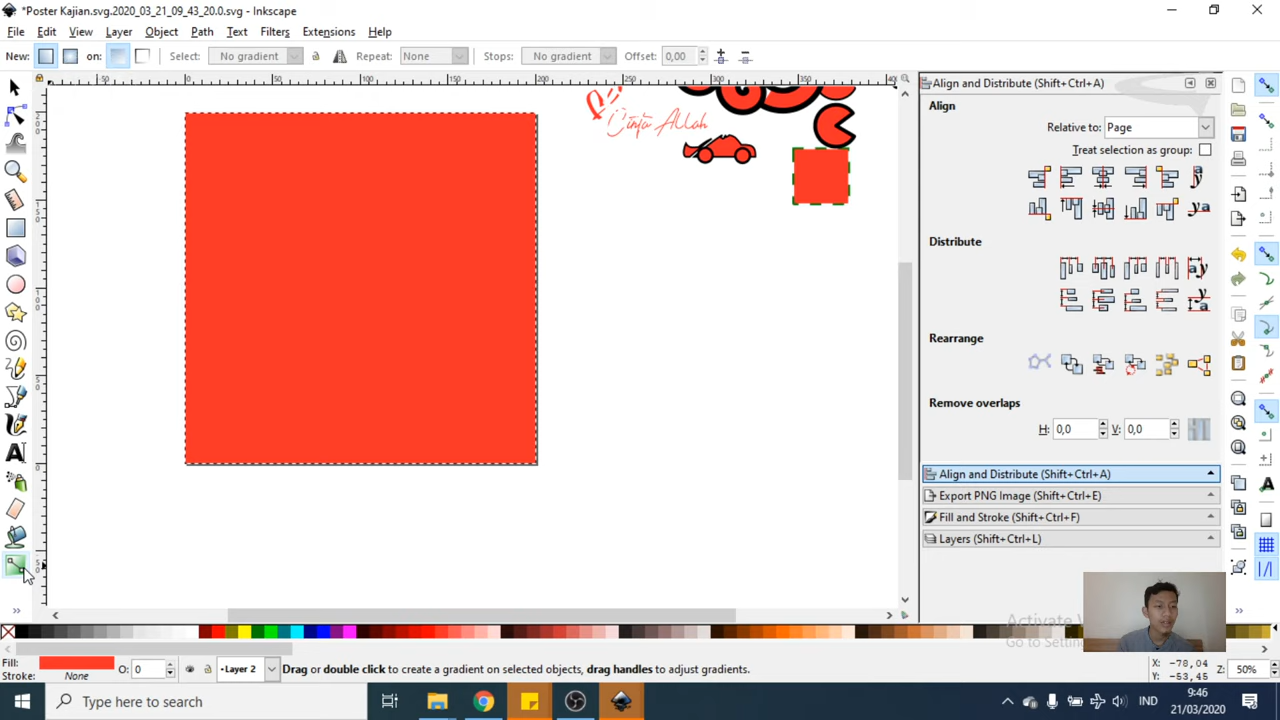 *Poster Kajian.svg.2020_03_21_09_43_20.0.svg - Inkscape
File Edit View Layer Object Path Text Filters Extensions Help
New: on: Select: No gradient Repeat: None Stops: No gradient Offset: 0,00
Cinta Allah
Align and Distribute (Shift+Ctrl+A)
Align
Relative to: Page
Treat selection as group:
Distribute
Rearrange
Remove overlaps
H: 0,0 V: 0,0
Align and Distribute (Shift+Ctrl+A)
Export PNG Image (Shift+Ctrl+E)
Fill and Stroke (Shift+Ctrl+F)
Layers (Shift+Ctrl+L)
Activate
Go to Setti
Fill:
Stroke: None
O: 0
Layer 2
Drag or double click to create a gradient on selected objects, drag handles to adjust gradients.
X: -78,04
Y: -53,45
Z: 50%
Type here to search
IND
9:46
21/03/2020